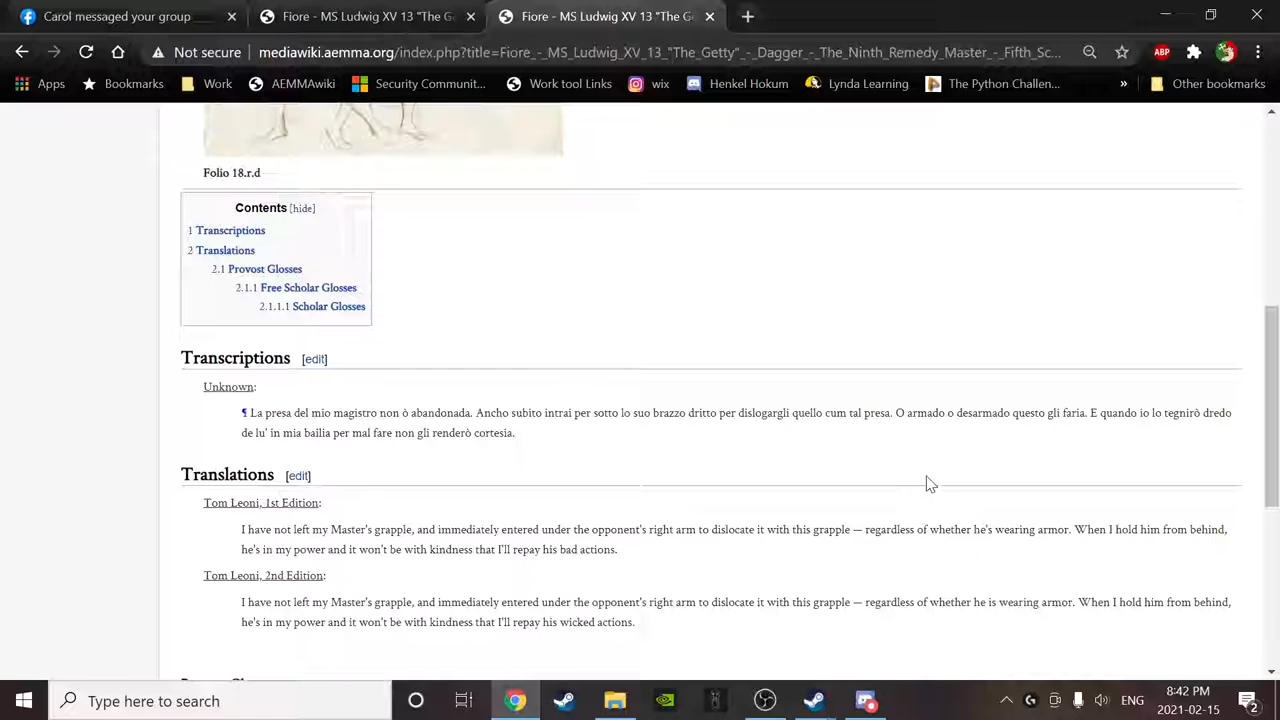 Carol messaged your group
Fiore - MS Ludwig XV 13 "The G
Fiore - MS Ludwig XV 13 "The Ge
Not secure
mediawiki.aemma.org/index.php?title=Fiore_-_MS_Ludwig_XV_13_"The_Getty"_-_Dagger_-_The_Ninth_Remedy_Master_-_Fifth_Sc...
ABP
Apps
Bookmarks
Work
AEMMAwiki
Security Communit...
Work tool Links
wix
Henkel Hokum
Lynda Learning
The Python Challen...
»
Other bookmarks
Folio 18.r.d
Contents [hide]
1 Transcriptions
2 Translations
2.1 Provost Glosses
2.1.1 Free Scholar Glosses
2.1.1.1 Scholar Glosses
Transcriptions [edit]
Unknown:
¶ La presa del mio magistro non ò abandonada. Ancho subito intrai per sotto lo suo brazzo dritto per dislogargli quello cum tal presa. O armado o desarmado questo gli faria. E quando io lo tegnirò dredo
de lu' in mia bailia per mal fare non gli renderò cortesia.
Translations [edit]
Tom Leoni, 1st Edition:
I have not left my Master's grapple, and immediately entered under the opponent's right arm to dislocate it with this grapple — regardless of whether he's wearing armor. When I hold him from behind,
he's in my power and it won't be with kindness that I'll repay his bad actions.
Tom Leoni, 2nd Edition:
I have not left my Master's grapple, and immediately entered under the opponent's right arm to dislocate it with this grapple — regardless of whether he is wearing armor. When I hold him from behind,
he's in my power and it won't be with kindness that I'll repay his wicked actions.
Type here to search
ENG
8:42 PM
2021-02-15
2